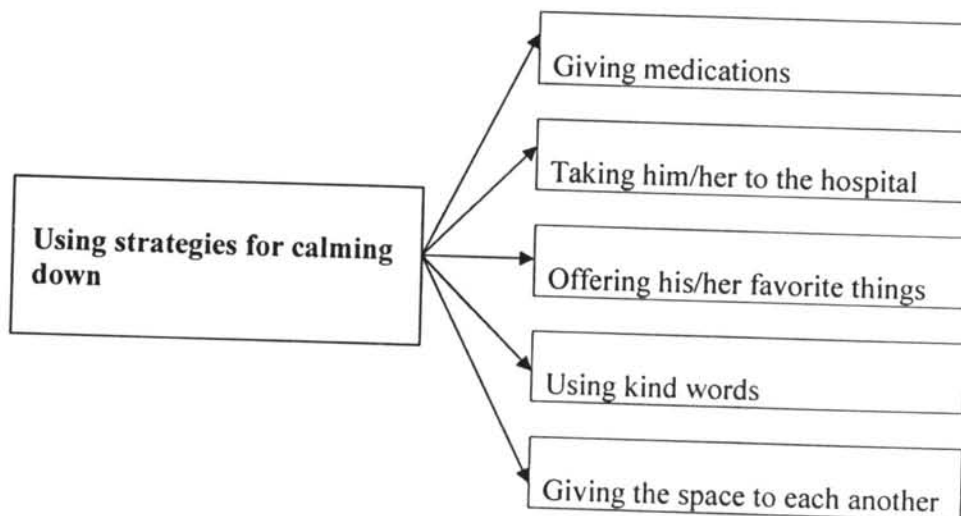 Giving medications
Taking him/her to the hospital
Using strategies for calming
down
Offering his/her favorite things
Using kind words
Giving the space to each another